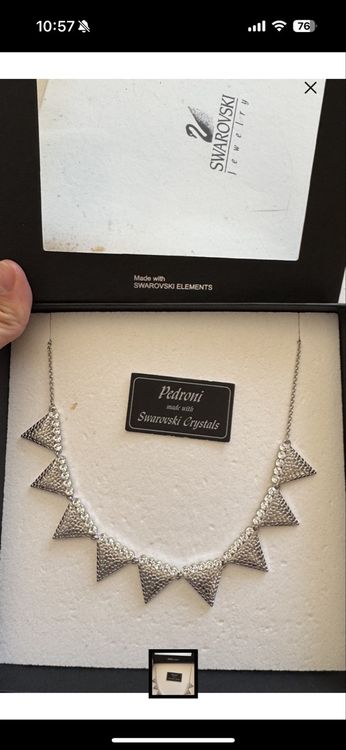 10:57
76
SWAROVSKI
Jewelry
Made with
SWAROVSKI ELEMENTS
Pedroni
made with
Swarovski Crystals